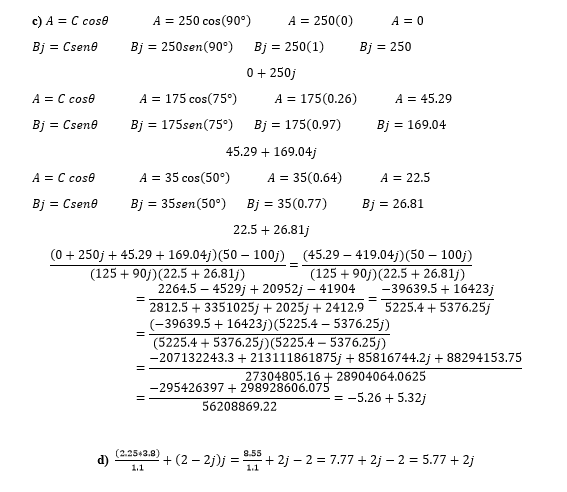 c) A = C cosθ A = 250 cos(90°) A = 250(0) A = 0
Bj = Csenθ Bj = 250sen(90°) Bj = 250(1) Bj = 250
0 + 250j
A = C cosθ A = 175 cos(75°) A = 175(0.26) A = 45.29
Bj = Csenθ Bj = 175sen(75°) Bj = 175(0.97) Bj = 169.04
45.29 + 169.04j
A = C cosθ A = 35 cos(50°) A = 35(0.64) A = 22.5
Bj = Csenθ Bj = 35sen(50°) Bj = 35(0.77) Bj = 26.81
22.5 + 26.81j
(0 + 250j + 45.29 + 169.04j)(50 − 100j) / (125 + 90j)(22.5 + 26.81j) = (45.29 − 419.04j)(50 − 100j) / (125 + 90j)(22.5 + 26.81j)
= 2264.5 − 4529j + 20952j − 41904 / 2812.5 + 3351025j + 2025j + 2412.9 = −39639.5 + 16423j / 5225.4 + 5376.25j
= (−39639.5 + 16423j)(5225.4 − 5376.25j) / (5225.4 + 5376.25j)(5225.4 − 5376.25j)
= −207132243.3 + 213111861875j + 85816744.2j + 88294153.75 / 27304805.16 + 28904064.0625
= −295426397 + 298928606.075 / 56208869.22 = −5.26 + 5.32j
d) (2.25*3.8) / 1.1 + (2 − 2j)j = 8.55 / 1.1 + 2j − 2 = 7.77 + 2j − 2 = 5.77 + 2j